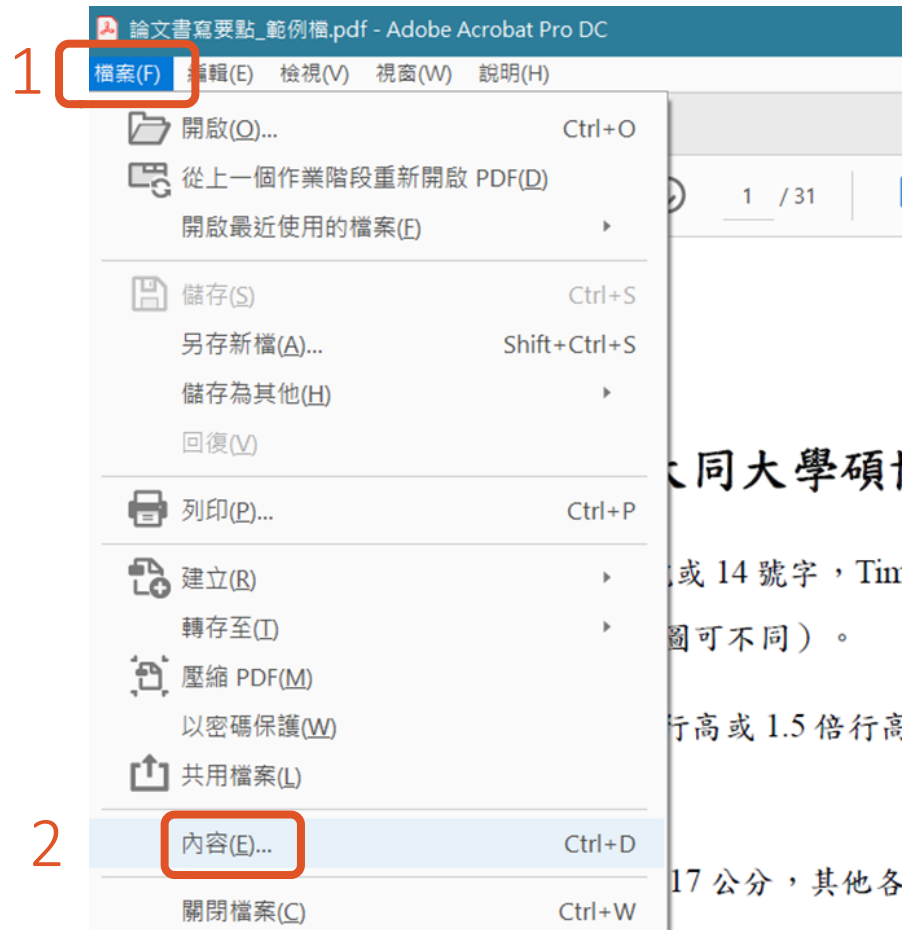 論文書寫要點_範例檔.pdf - Adobe Acrobat Pro DC
1
檔案(F) 編輯(E) 檢視(V) 視窗(W) 說明(H)
開啟(O)... Ctrl+O
從上一個作業階段重新開啟 PDF(D)
1 / 31
開啟最近使用的檔案(F)
儲存(S) Ctrl+S
另存新檔(A)... Shift+Ctrl+S
儲存為其他(H)
回復(V)
同大學碩
列印(P)... Ctrl+P
建立(R)
或 14 號字，Tim
轉存至(T)
圖可不同）。
壓縮 PDF(M)
以密碼保護(W)
行高或 1.5 倍行高
共用檔案(L)
2
內容(E)... Ctrl+D
17 公分，其他各
關閉檔案(C) Ctrl+W